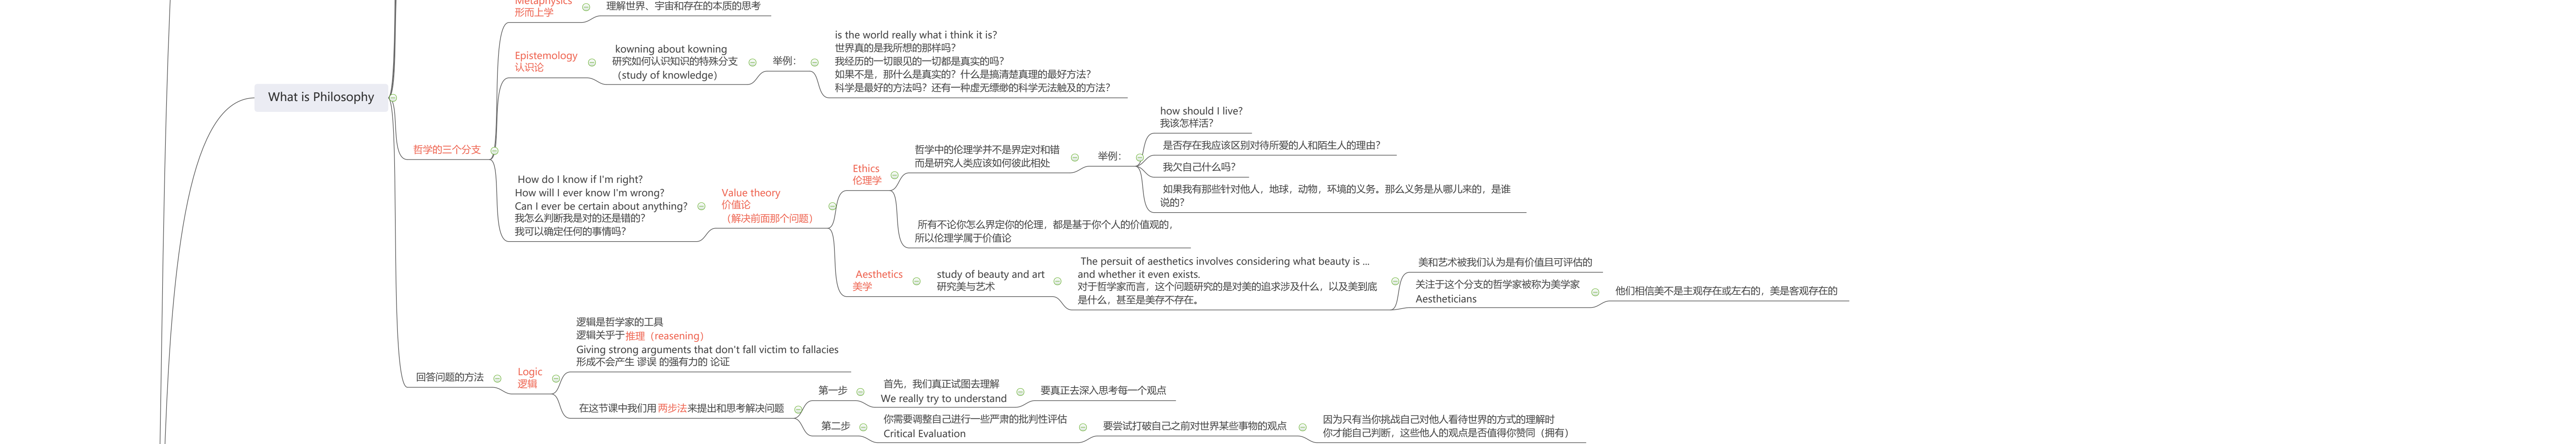 Metaphysics
形而上学
理解世界、宇宙和存在的本质的思考
Epistemology
认识论
kowning about kowning
研究如何认识知识的特殊分支
（study of knowledge）
举例：
is the world really what i think it is?
世界真的是我所想的那样吗？
我经历的一切眼见的一切都是真实的吗？
如果不是，那什么是真实的？什么是搞清楚真理的最好方法？
科学是最好的方法吗？还有一种虚无缥缈的科学无法触及的方法？
What is Philosophy
哲学的三个分支
How do I know if I'm right?
How will I ever know I'm wrong?
Can I ever be certain about anything?
我怎么判断我是对的还是错的？
我可以确定任何的事情吗？
Value theory
价值论
（解决前面那个问题）
Ethics
伦理学
哲学中的伦理学并不是界定对和错
而是研究人类应该如何彼此相处
举例：
how should I live?
我该怎样活？
是否存在我应该区别对待所爱的人和陌生人的理由？
我欠自己什么吗？
如果我有那些针对他人，地球，动物，环境的义务。那么义务是从哪儿来的，是谁
说的？
所有不论你怎么界定你的伦理，都是基于你个人的价值观的，
所以伦理学属于价值论
Aesthetics
美学
study of beauty and art
研究美与艺术
The persuit of aesthetics involves considering what beauty is ...
and whether it even exists.
对于哲学家而言，这个问题研究的是对美的追求涉及什么，以及美到底
是什么，甚至是美存不存在。
美和艺术被我们认为是有价值且可评估的
关注于这个分支的哲学家被称为美学家
Aestheticians
他们相信美不是主观存在或左右的，美是客观存在的
回答问题的方法
Logic
逻辑
逻辑是哲学家的工具
逻辑关乎于推理（reasening）
Giving strong arguments that don't fall victim to fallacies
形成不会产生 谬误 的强有力的 论证
在这节课中我们用两步法来提出和思考解决问题
第一步
首先，我们真正试图去理解
We really try to understand
要真正去深入思考每一个观点
第二步
你需要调整自己进行一些严肃的批判性评估
Critical Evaluation
要尝试打破自己之前对世界某些事物的观点
因为只有当你挑战自己对他人看待世界的方式的理解时
你才能自己判断，这些他人的观点是否值得你赞同（拥有）